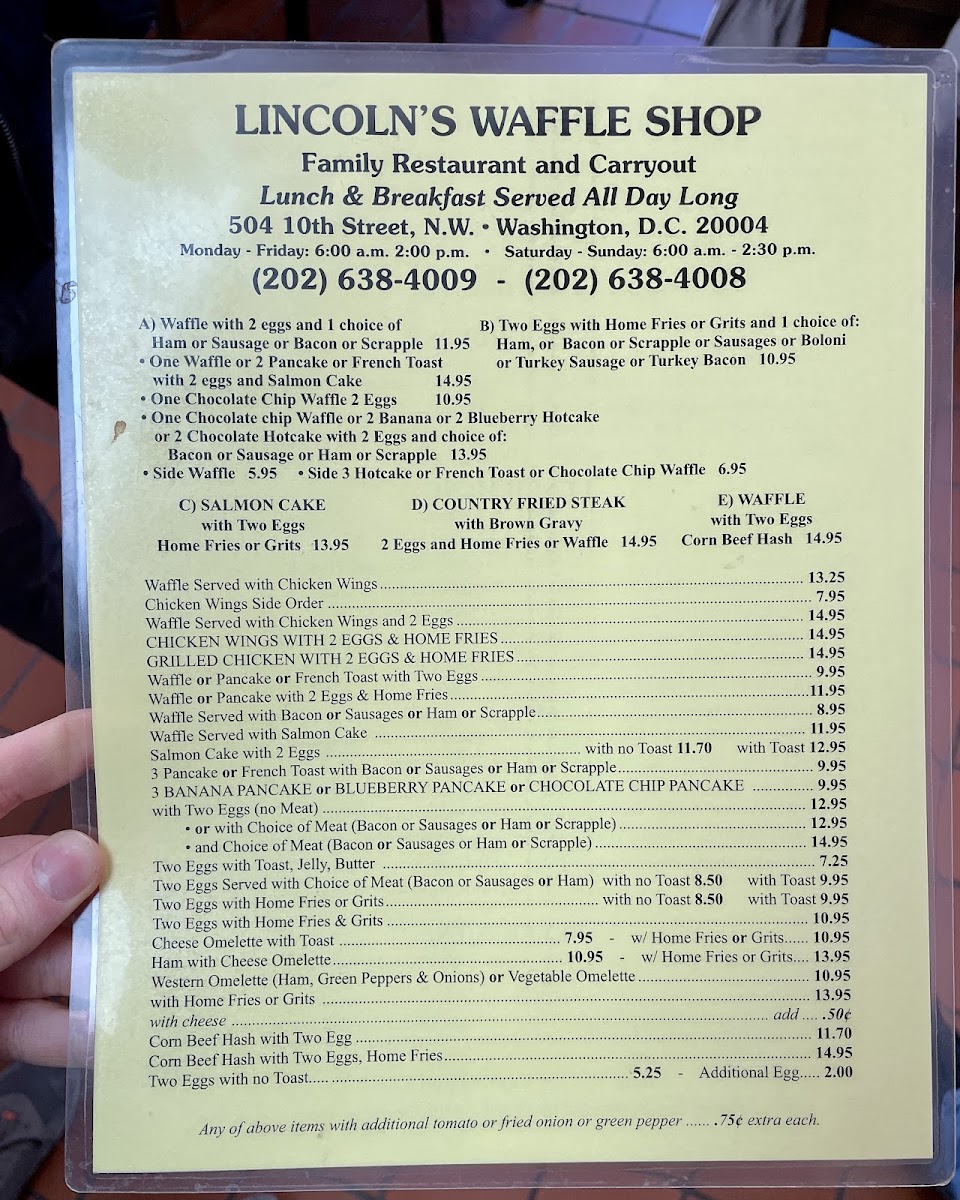 LINCOLN'S WAFFLE SHOP
Family Restaurant and Carryout
Lunch & Breakfast Served All Day Long
504 10th Street, N.W. • Washington, D.C. 20004
Monday - Friday: 6:00 a.m. 2:00 p.m. • Saturday - Sunday: 6:00 a.m. - 2:30 p.m.
(202) 638-4009 - (202) 638-4008
A) Waffle with 2 eggs and 1 choice of
Ham or Sausage or Bacon or Scrapple 11.95
• One Waffle or 2 Pancake or French Toast
with 2 eggs and Salmon Cake 14.95
• One Chocolate Chip Waffle 2 Eggs 10.95
B) Two Eggs with Home Fries or Grits and 1 choice of:
Ham, or Bacon or Scrapple or Sausages or Boloni
or Turkey Sausage or Turkey Bacon 10.95
• One Chocolate chip Waffle or 2 Banana or 2 Blueberry Hotcake
or 2 Chocolate Hotcake with 2 Eggs and choice of:
Bacon or Sausage or Ham or Scrapple 13.95
• Side Waffle 5.95 • Side 3 Hotcake or French Toast or Chocolate Chip Waffle 6.95
C) SALMON CAKE
with Two Eggs
Home Fries or Grits 13.95
D) COUNTRY FRIED STEAK
with Brown Gravy
2 Eggs and Home Fries or Waffle 14.95
E) WAFFLE
with Two Eggs
Corn Beef Hash 14.95
Waffle Served with Chicken Wings 13.25
Chicken Wings Side Order 7.95
Waffle Served with Chicken Wings and 2 Eggs 14.95
CHICKEN WINGS WITH 2 EGGS & HOME FRIES 14.95
GRILLED CHICKEN WITH 2 EGGS & HOME FRIES 14.95
Waffle or Pancake or French Toast with Two Eggs 9.95
Waffle or Pancake with 2 Eggs & Home Fries 11.95
Waffle Served with Bacon or Sausages or Ham or Scrapple 8.95
Waffle Served with Salmon Cake 11.95
Salmon Cake with 2 Eggs with no Toast 11.70 with Toast 12.95
3 Pancake or French Toast with Bacon or Sausages or Ham or Scrapple 9.95
3 BANANA PANCAKE or BLUEBERRY PANCAKE or CHOCOLATE CHIP PANCAKE 9.95
with Two Eggs (no Meat) 12.95
• or with Choice of Meat (Bacon or Sausages or Ham or Scrapple) 12.95
• and Choice of Meat (Bacon or Sausages or Ham or Scrapple) 14.95
Two Eggs with Toast, Jelly, Butter 7.25
Two Eggs Served with Choice of Meat (Bacon or Sausages or Ham) with no Toast 8.50 with Toast 9.95
Two Eggs with Home Fries or Grits with no Toast 8.50 with Toast 9.95
Two Eggs with Home Fries & Grits 10.95
Cheese Omelette with Toast 7.95 - w/ Home Fries or Grits 10.95
Ham with Cheese Omelette 10.95 - w/ Home Fries or Grits 13.95
Western Omelette (Ham, Green Peppers & Onions) or Vegetable Omelette 10.95
with Home Fries or Grits 13.95
with cheese add .50¢
Corn Beef Hash with Two Egg 11.70
Corn Beef Hash with Two Eggs, Home Fries 14.95
Two Eggs with no Toast 5.25 - Additional Egg 2.00
Any of above items with additional tomato or fried onion or green pepper ...... .75¢ extra each.